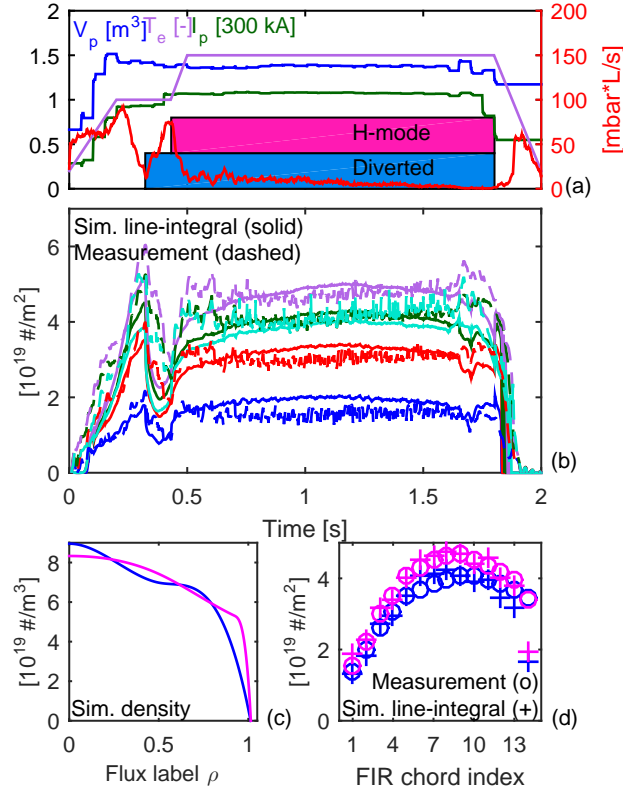 V_p [m^3] T_e [-] I_p [300 kA]
2
1.5
1
0.5
0
200
150
100
50
0
[mbar*L/s]
H-mode
Diverted
(a)
Sim. line-integral (solid)
Measurement (dashed)
6
4
2
0
[10^19 #/m^2]
0 0.5 1 1.5 2
(b)
Time [s]
8
6
4
2
0
[10^19 #/m^3]
Sim. density
(c)
0 0.5 1
Flux label ρ
4
2
0
[10^19 #/m^2]
Measurement (o)
Sim. line-integral (+)
(d)
1 4 7 10 13
FIR chord index